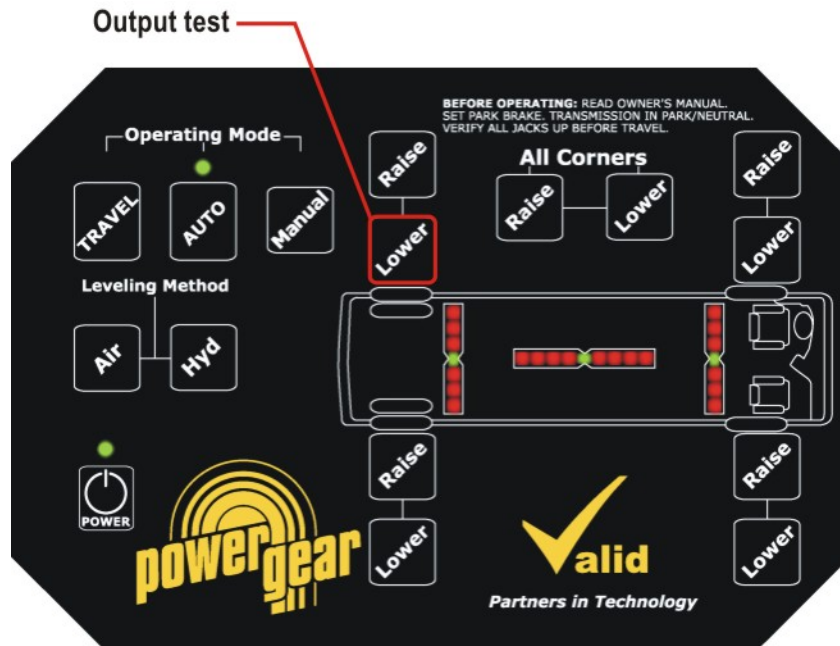 Output test
BEFORE OPERATING: READ OWNER'S MANUAL.
SET PARK BRAKE. TRANSMISSION IN PARK/NEUTRAL.
VERIFY ALL JACKS UP BEFORE TRAVEL.
Operating Mode
TRAVEL
AUTO
Manual
Raise
Lower
All Corners
Raise
Lower
Raise
Lower
Leveling Method
Air
Hyd
POWER
power gear
Raise
Lower
Valid
Partners in Technology
Raise
Lower